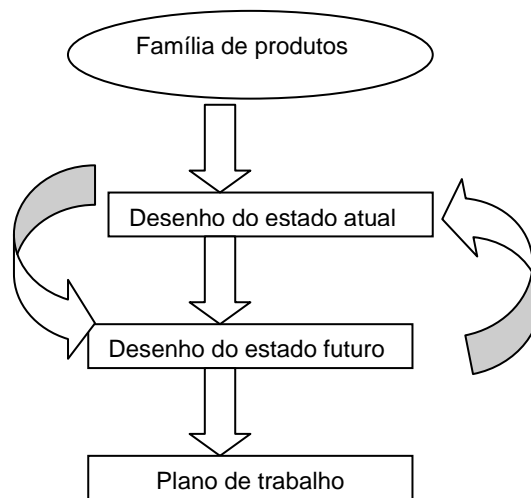 Família de produtos
Desenho do estado atual
Desenho do estado futuro
Plano de trabalho